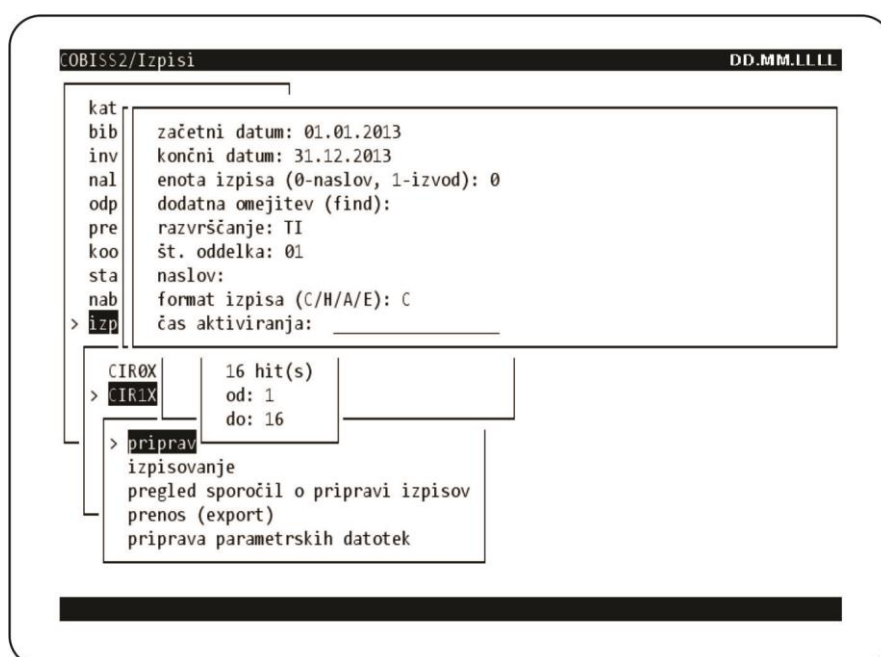 COBISS2/Izpisi DD.MM.LLLL
kat
bib
inv
nal
odp
pre
koo
sta
nab
> izp
začetni datum: 01.01.2013
končni datum: 31.12.2013
enota izpisa (0-naslov, 1-izvod): 0
dodatna omejitev (find):
razvrščanje: TI
št. oddelka: 01
naslov:
format izpisa (C/H/A/E): C
čas aktiviranja:
CIR0X
> CIR1X
16 hit(s)
od: 1
do: 16
> priprav
izpisovanje
pregled sporočil o pripravi izpisov
prenos (export)
priprava parametrskih datotek